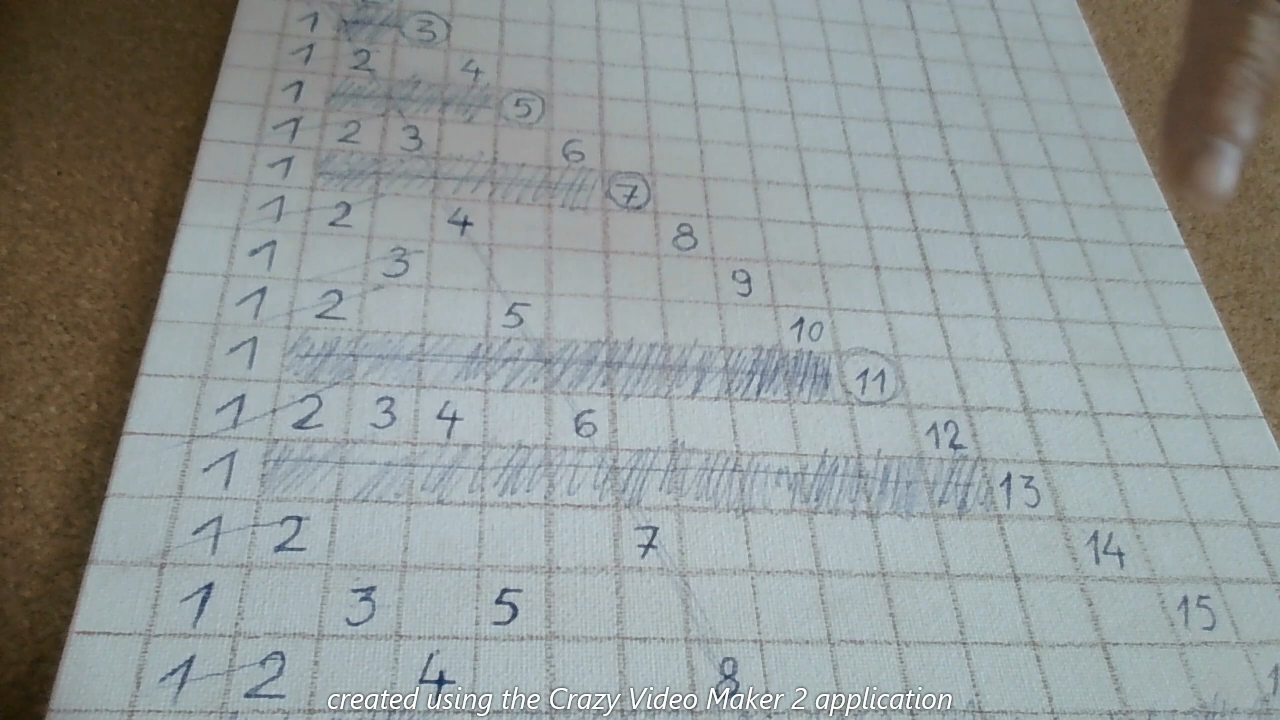 1 3
1 2 4
1 5
1 2 3 6
1 7
1 2 4 8
1 3 9
1 2 5 10
1 11
1 2 3 4 6 12
1 13
1 2 7 14
1 3 5 15
1 2 4 8
created using the Crazy Video Maker 2 application